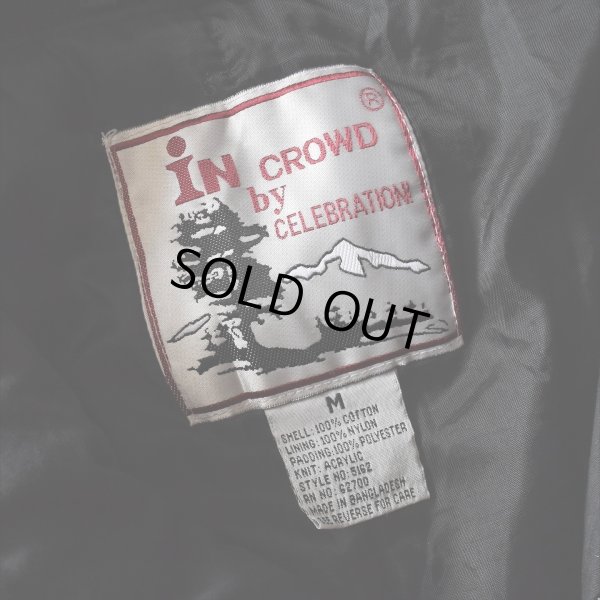 ®
iN CROWD
by
CELEBRATION!
SOLD OUT
M
SHELL: 100% COTTON
LINING: 100% NYLON
PADDING: 100% POLYESTER
KNIT: ACRYLIC
STYLE NO: 5162
RN NO: 62700
MADE IN BANGLADESH
REVERSE FOR CARE